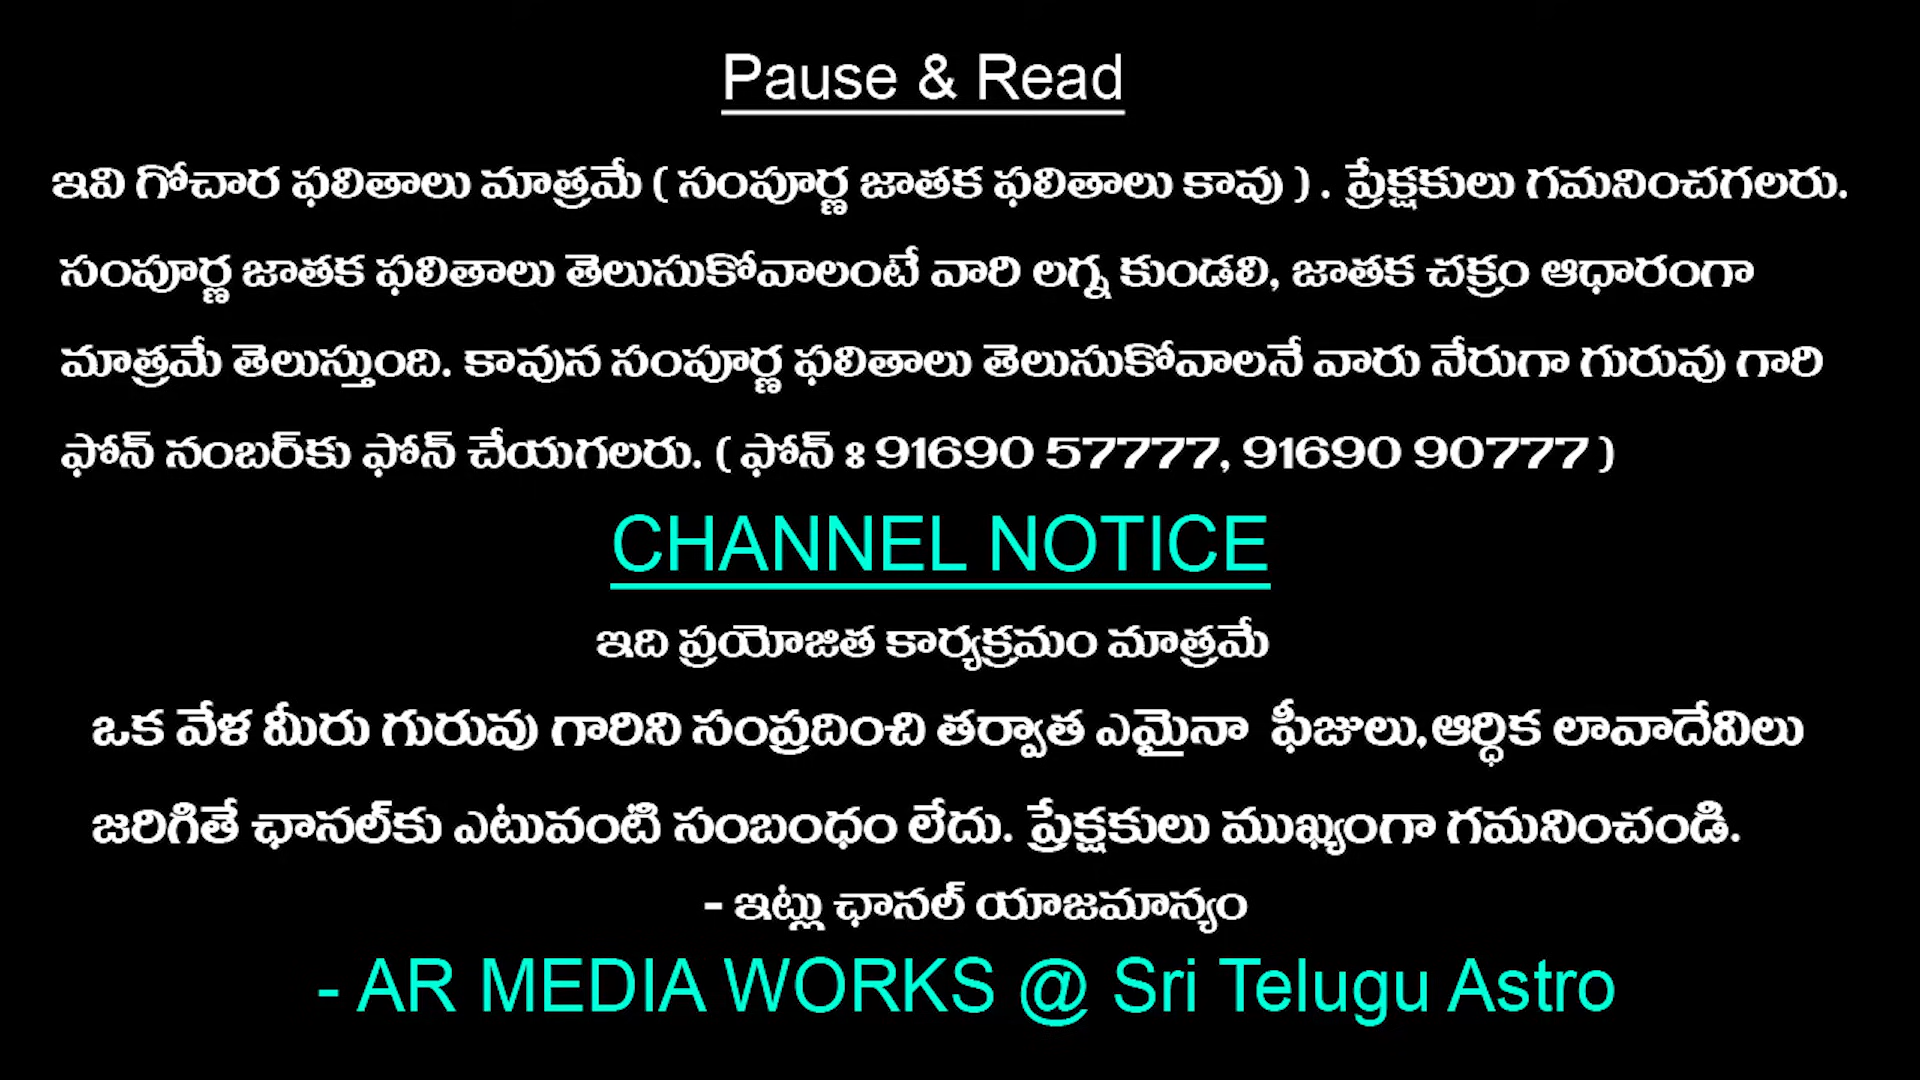 Pause & Read
ఇవి గోచార ఫలితాలు మాత్రమే ( సంపూర్ణ జాతక ఫలితాలు కావు ) . ప్రేక్షకులు గమనించగలరు.
సంపూర్ణ జాతక ఫలితాలు తెలుసుకోవాలంటే వారి లగ్న కుండలి, జాతక చక్రం ఆధారంగా
మాత్రమే తెలుస్తుంది. కావున సంపూర్ణ ఫలితాలు తెలుసుకోవాలనే వారు నేరుగా గురువు గారి
ఫోన్ నంబర్‌కు ఫోన్ చేయగలరు. ( ఫోన్ : 91690 57777, 91690 90777 )
CHANNEL NOTICE
ఇది ప్రయోజిత కార్యక్రమం మాత్రమే
ఒక వేళ మీరు గురువు గారిని సంప్రదించి తర్వాత ఎమైనా ఫీజులు,ఆర్ధిక లావాదేవిలు
జరిగితే ఛానల్‌కు ఎటువంటి సంబంధం లేదు. ప్రేక్షకులు ముఖ్యంగా గమనించండి.
- ఇట్లు ఛానల్ యాజమాన్యం
- AR MEDIA WORKS @ Sri Telugu Astro